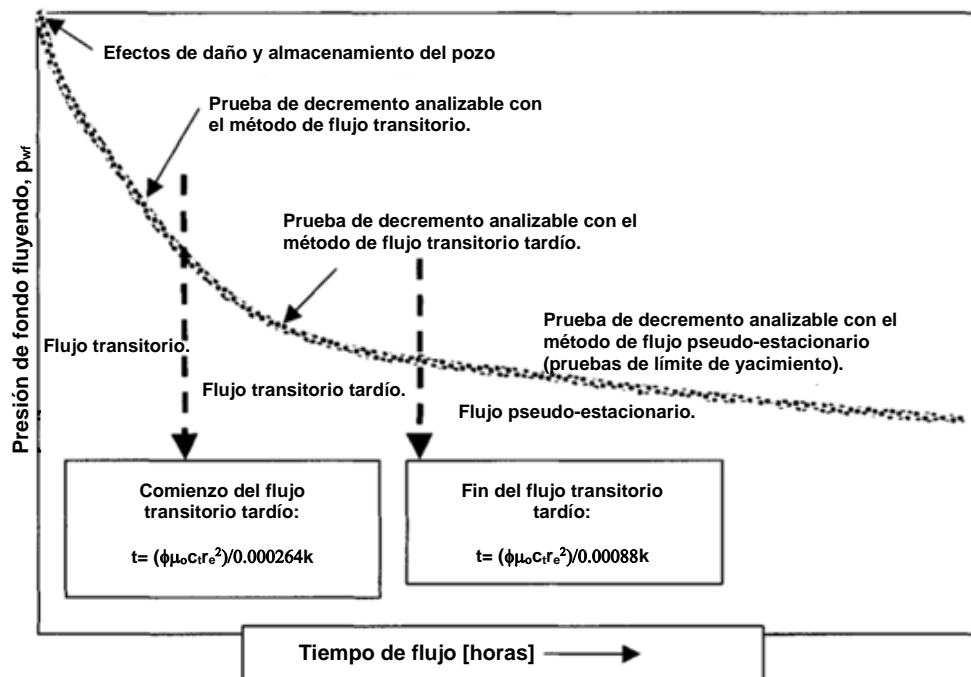 Efectos de daño y almacenamiento del pozo
Prueba de decremento analizable con
el método de flujo transitorio.
Prueba de decremento analizable con el
método de flujo transitorio tardío.
Prueba de decremento analizable con el
método de flujo pseudo-estacionario
(pruebas de límite de yacimiento).
Presión de fondo fluyendo, pwf
Flujo transitorio.
Flujo transitorio tardío.
Flujo pseudo-estacionario.
Comienzo del flujo
transitorio tardío:
t= (ϕμₒcₜrₑ²)/0.000264k
Fin del flujo transitorio
tardío:
t= (ϕμₒcₜrₑ²)/0.00088k
Tiempo de flujo [horas]